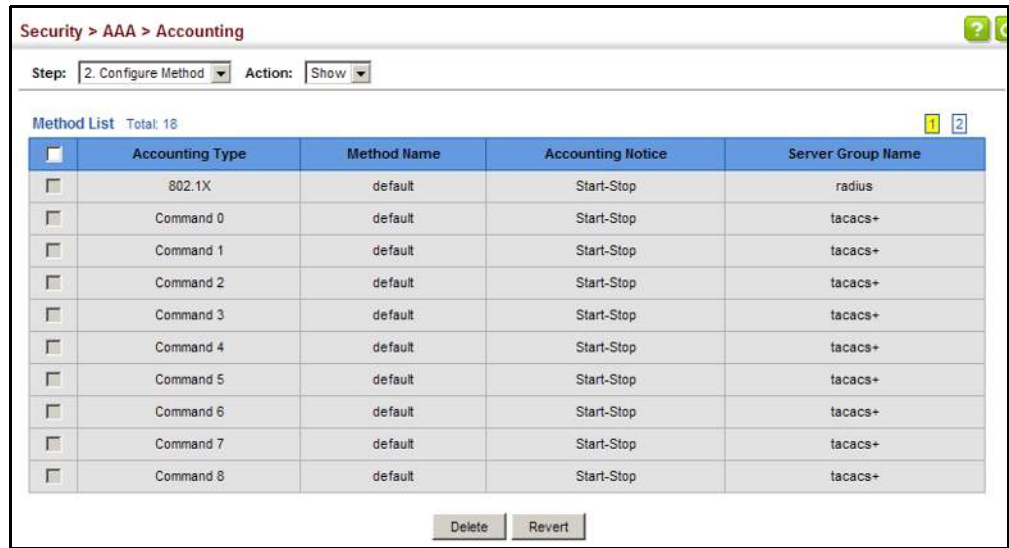 Security > AAA > Accounting ?
Step: 2. Configure Method Action: Show
Method List Total: 18 1 2
Accounting Type Method Name Accounting Notice Server Group Name
802.1X default Start-Stop radius
Command 0 default Start-Stop tacacs+
Command 1 default Start-Stop tacacs+
Command 2 default Start-Stop tacacs+
Command 3 default Start-Stop tacacs+
Command 4 default Start-Stop tacacs+
Command 5 default Start-Stop tacacs+
Command 6 default Start-Stop tacacs+
Command 7 default Start-Stop tacacs+
Command 8 default Start-Stop tacacs+
Delete Revert